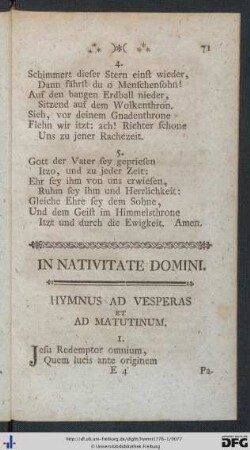 71
4.
Schimmert dieser Stern einst wieder,
Dann fährst du o Menschensohn!
Auf den bangen Erdball nieder,
Sitzend auf dem Wolkenthron.
Sieh, vor deinem Gnadenthrone
Flehn wir itzt: ach! Richter schone
Uns zu jener Rachezeit.
5.
Gott der Vater sey gepriesen
Itzo, und zu jeder Zeit:
Ehr sey ihm von uns erwiesen,
Ruhm sey ihm und Herrlichkeit:
Gleiche Ehre sey dem Sohne,
Und dem Geist im Himmelsthrone
Itzt und durch die Ewigkeit. Amen.
IN NATIVITATE DOMINI.
HYMNUS AD VESPERAS
ET
AD MATUTINUM.
1.
Jesu Redemptor omnium,
Quem lucis ante originem
E 4 Pa-
© Universitätsbibliothek Freiburg